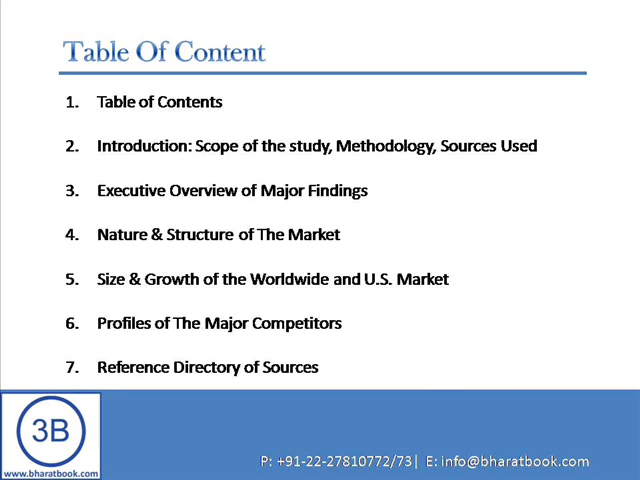 Table Of Content
1. Table of Contents
2. Introduction: Scope of the study, Methodology, Sources Used
3. Executive Overview of Major Findings
4. Nature & Structure of The Market
5. Size & Growth of the Worldwide and U.S. Market
6. Profiles of The Major Competitors
7. Reference Directory of Sources
3B
www.bharatbook.com
P: +91-22-27810772/73| E: info@bharatbook.com